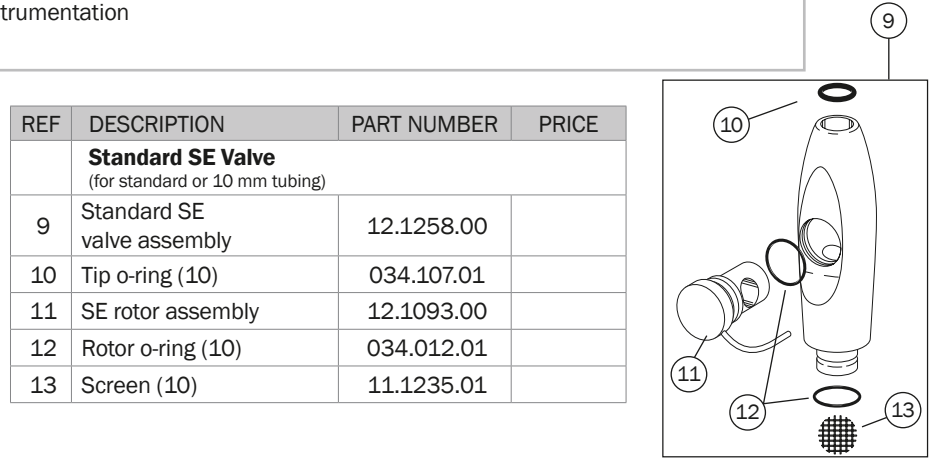 trumentation
REF DESCRIPTION PART NUMBER PRICE
Standard SE Valve
(for standard or 10 mm tubing)
9 Standard SE valve assembly 12.1258.00
10 Tip o-ring (10) 034.107.01
11 SE rotor assembly 12.1093.00
12 Rotor o-ring (10) 034.012.01
13 Screen (10) 11.1235.01
9
10
11
12
13